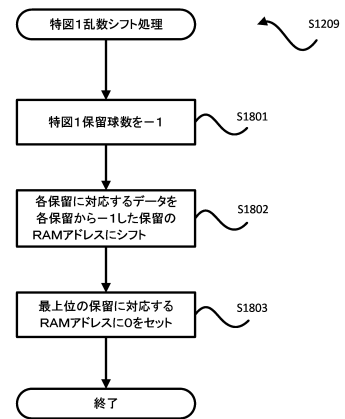 特図1乱数シフト処理
S1209
特図1保留球数を－1
S1801
各保留に対応するデータを
各保留から－1した保留の
RAMアドレスにシフト
S1802
最上位の保留に対応する
RAMアドレスに0をセット
S1803
終了